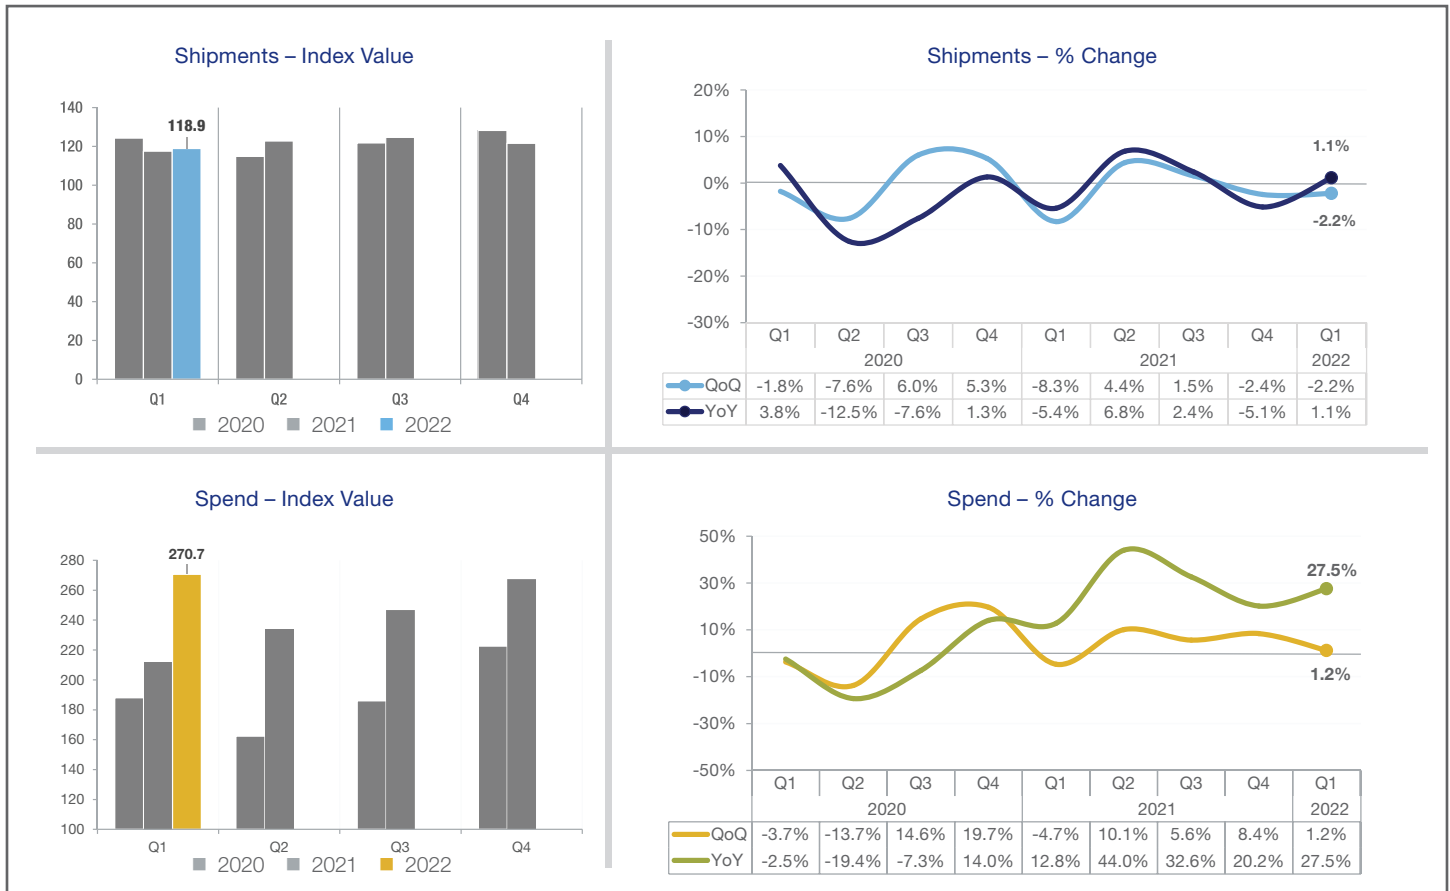 Shipments – Index Value
140
120
100
80
60
40
20
0
118.9
Q1 Q2 Q3 Q4
2020 2021 2022
Shipments – % Change
20%
10%
0%
-10%
-20%
-30%
1.1%
-2.2%
Q1 Q2 Q3 Q4 Q1 Q2 Q3 Q4 Q1
2020 2021 2022
QoQ -1.8% -7.6% 6.0% 5.3% -8.3% 4.4% 1.5% -2.4% -2.2%
YoY 3.8% -12.5% -7.6% 1.3% -5.4% 6.8% 2.4% -5.1% 1.1%
Spend – Index Value
280
260
240
220
200
180
160
140
120
100
270.7
Q1 Q2 Q3 Q4
2020 2021 2022
Spend – % Change
50%
30%
10%
-10%
-30%
-50%
27.5%
1.2%
Q1 Q2 Q3 Q4 Q1 Q2 Q3 Q4 Q1
2020 2021 2022
QoQ -3.7% -13.7% 14.6% 19.7% -4.7% 10.1% 5.6% 8.4% 1.2%
YoY -2.5% -19.4% -7.3% 14.0% 12.8% 44.0% 32.6% 20.2% 27.5%